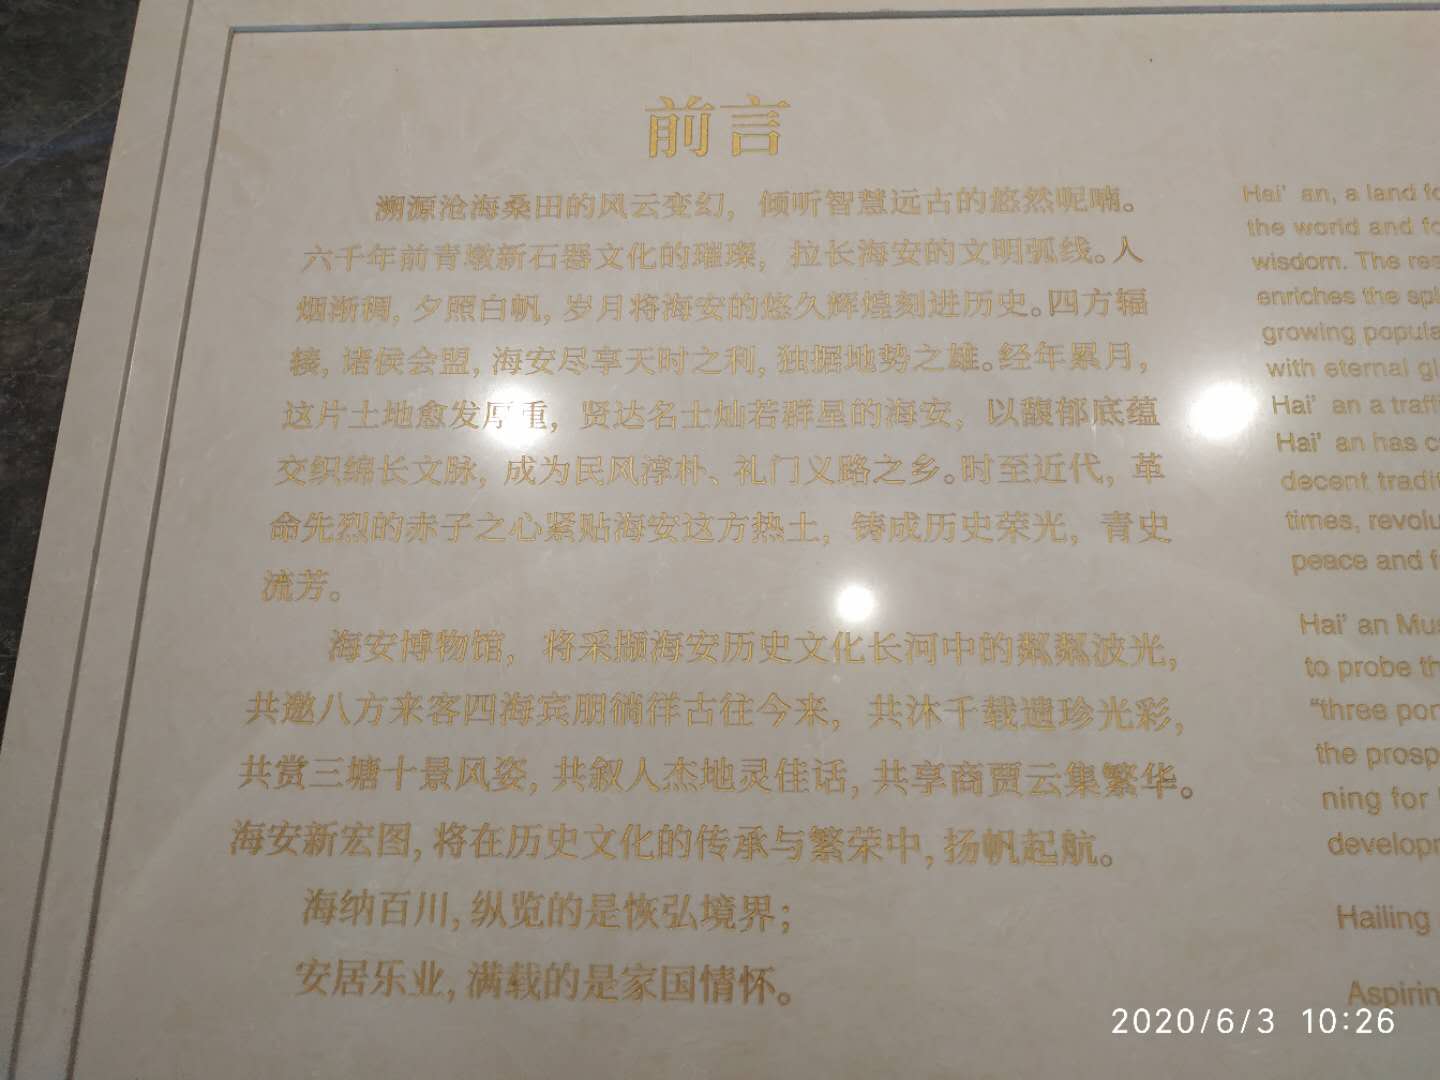 前言
溯源沧海桑田的风云变幻，倾听智慧远古的悠然呢喃。
六千年前青墩新石器文化的璀璨，拉长海安的文明弧线。人
烟渐稠，夕照白帆，岁月将海安的悠久辉煌刻进历史。四方辐
辏，诸侯会盟，海安尽享天时之利，独据地势之雄。经年累月，
这片土地愈发厚重，贤达名士灿若群星的海安，以馥郁底蕴
交织绵长文脉，成为民风淳朴、礼门义路之乡。时至近代，革
命先烈的赤子之心紧贴海安这方热土，铸成历史荣光，青史
流芳。
海安博物馆，将采撷海安历史文化长河中的粼粼波光，
共邀八方来客四海宾朋徜徉古往今来，共沐千载遗珍光彩，
共赏三塘十景风姿，共叙人杰地灵佳话，共享商贾云集繁华。
海安新宏图，将在历史文化的传承与繁荣中，扬帆起航。
海纳百川，纵览的是恢弘境界；
安居乐业，满载的是家国情怀。
Hai' an, a land fo
the world and fo
wisdom. The res
enriches the spl
growing popula
with eternal gl
Hai' an a traffi
Hai' an has c
decent tradit
times, revolu
peace and f
Hai' an Mus
to probe th
"three pon
the prosp
ning for
developm
Hailing
Aspirin
2020/6/3 10:26